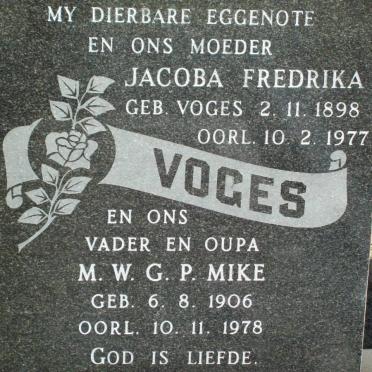 MY DIERBARE EGGENOTE
EN ONS MOEDER
JACOBA FREDRIKA
GEB. VOGES 2. 11. 1898
OORL. 10. 2. 1977
VOGES
EN ONS
VADER EN OUPA
M. W. G. P. MIKE
GEB. 6. 8. 1906
OORL. 10. 11. 1978
GOD IS LIEFDE.